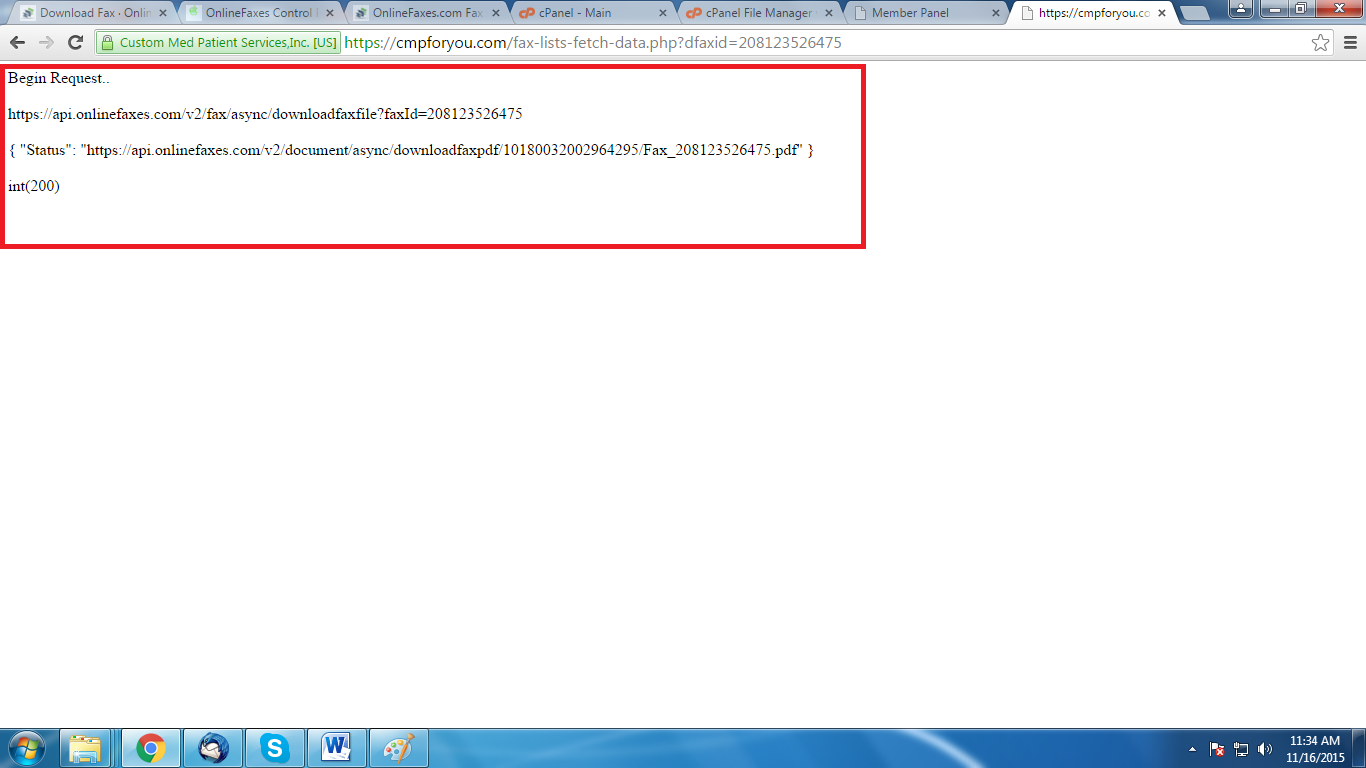 Download Fax · Onlin
OnlineFaxes Control
OnlineFaxes.com Fax
cPanel - Main
cPanel File Manager
Member Panel
https://cmpforyou.co
Custom Med Patient Services,Inc. [US]
https://cmpforyou.com/fax-lists-fetch-data.php?dfaxid=208123526475
Begin Request..
https://api.onlinefaxes.com/v2/fax/async/downloadfaxfile?faxId=208123526475
{ "Status": "https://api.onlinefaxes.com/v2/document/async/downloadfaxpdf/10180032002964295/Fax_208123526475.pdf" }
int(200)
11:34 AM
11/16/2015